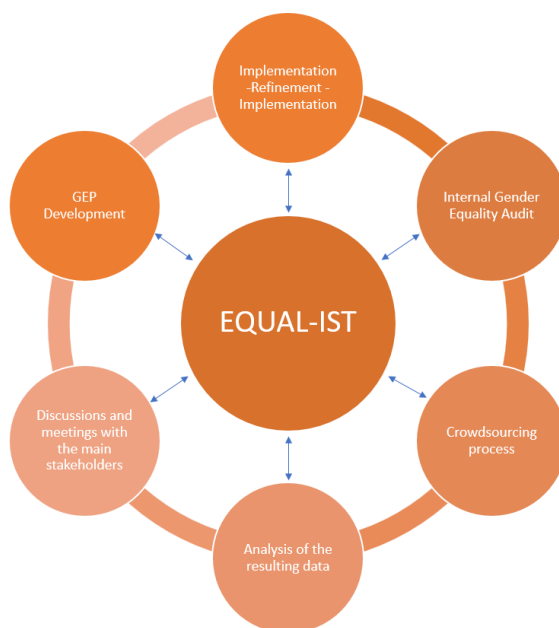 Implementation
-Refinement -
Implementation
GEP
Development
Internal Gender
Equality Audit
EQUAL-IST
Discussions and
meetings with
the main
stakeholders
Crowdsourcing
process
Analysis of the
resulting data